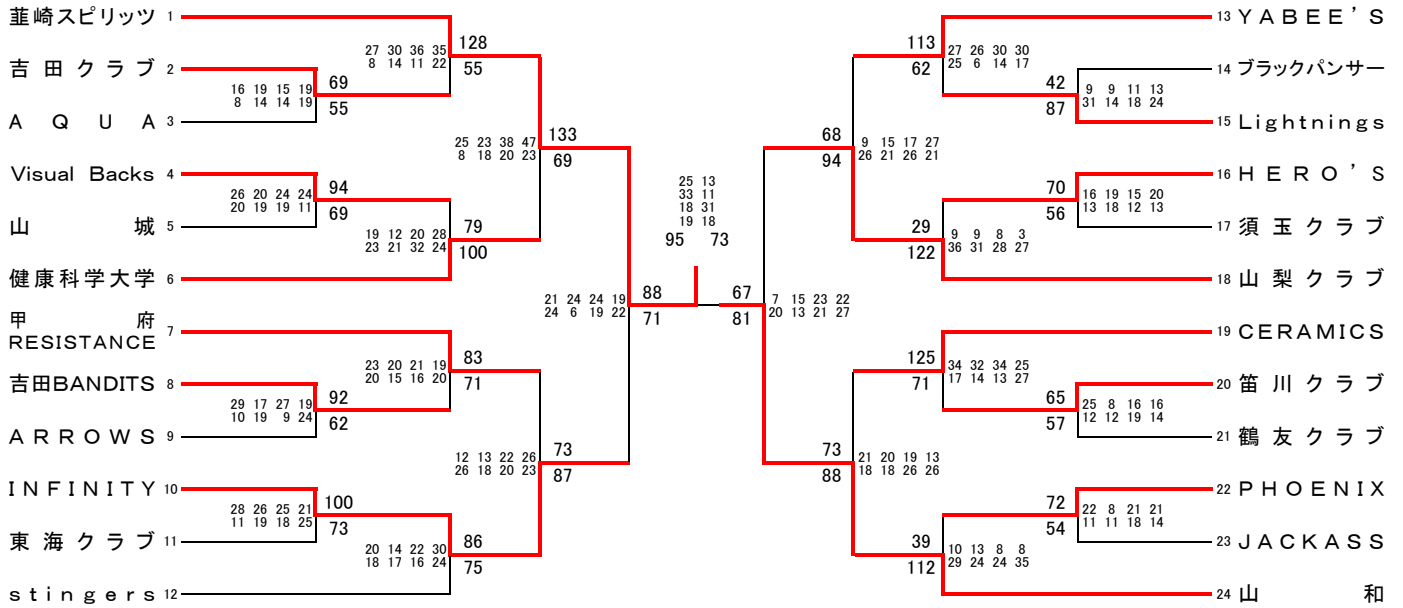 韮崎スピリッツ 1
吉田クラブ 2
AQUA 3
Visual Backs 4
山城 5
健康科学大学 6
甲府
RESISTANCE 7
吉田BANDITS 8
ARROWS 9
INFINITY 10
東海クラブ 11
stingers 12
16 19 15 19
8 14 14 19
69
55
26 20 24 24
20 19 19 11
94
69
29 17 27 19
10 19 9 24
92
62
28 26 25 21
11 19 18 25
100
73
27 30 36 35
8 14 11 22
128
55
19 12 20 28
23 21 32 24
79
100
23 20 21 19
20 15 16 20
83
71
20 14 22 30
18 17 16 24
86
75
25 23 38 47
8 18 20 23
133
69
12 13 22 26
26 18 20 23
73
87
21 24 24 19
24 6 19 22
88
71
25 13
33 11
18 31
19 18
95 73
67
81
7 15 23 22
20 13 21 27
68
94
9 15 17 27
26 21 26 21
73
88
21 20 19 13
18 18 26 26
113
62
27 26 30 30
25 6 14 17
29
122
9 9 8 3
36 31 28 27
125
71
34 32 34 25
17 14 13 27
39
112
10 13 8 8
29 24 24 35
42
87
9 9 11 13
31 14 18 24
70
56
16 19 15 20
13 18 12 13
65
57
25 8 16 16
12 12 19 14
72
54
22 8 21 21
11 11 18 14
13 YABEE'S
14 ブラックパンサー
15 Lightnings
16 HERO'S
17 須玉クラブ
18 山梨クラブ
19 CERAMICS
20 笛川クラブ
21 鶴友クラブ
22 PHOENIX
23 JACKASS
24 山和